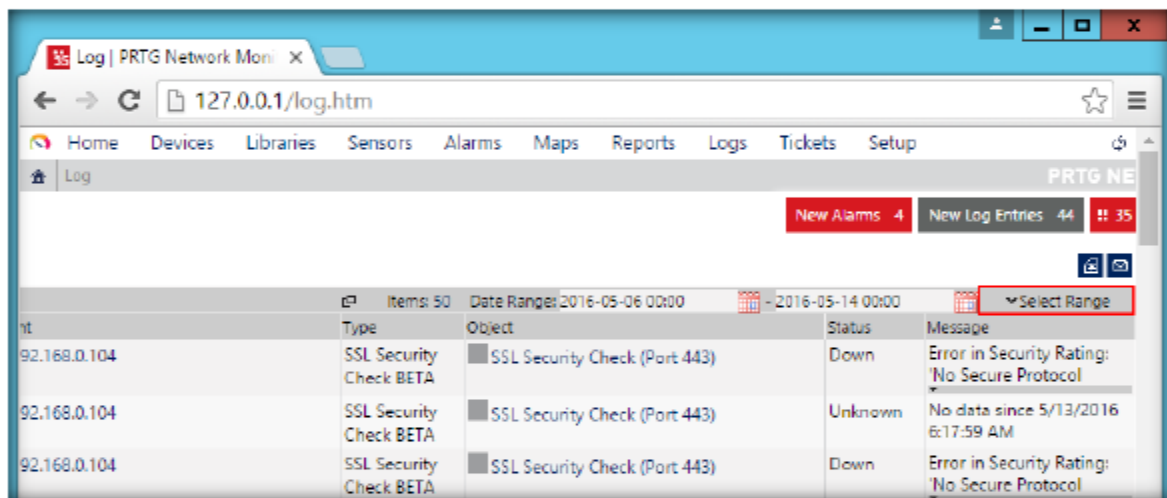 Log | PRTG Network Moni
127.0.0.1/log.htm
Home Devices Libraries Sensors Alarms Maps Reports Logs Tickets Setup
Log PRTG NE
New Alarms 4 New Log Entries 44 !! 35
Items: 50 Date Range: 2016-05-06 00:00 - 2016-05-14 00:00 Select Range
nt Type Object Status Message
92.168.0.104 SSL Security SSL Security Check (Port 443) Down Error in Security Rating:
Check BETA 'No Secure Protocol
92.168.0.104 SSL Security SSL Security Check (Port 443) Unknown No data since 5/13/2016
Check BETA 6:17:59 AM
92.168.0.104 SSL Security SSL Security Check (Port 443) Down Error in Security Rating:
Check BETA 'No Secure Protocol